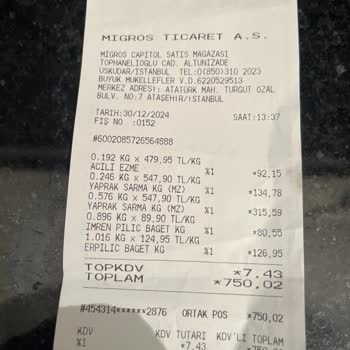 MIGROS TICARET A.S.
MIGROS CAPITOL SATIS MAGAZASI
TOPHANELIOGLU CAD. ALTUNIZADE
USKUDAR/ISTANBUL TEL:0(850)310 2023
BUYUK MUKELLEFLER V.D.6220529513
MERKEZ ADRESI: ATATÜRK MAH. TURGUT ÖZAL
BULV. NO:7 ATAŞEHİR/ISTANBUL
TARIH:30/12/2024 SAAT:13:37
FIŞ NO :0152
#6002085726564888
0.192 KG x 479,95 TL/KG
ACILI EZME %1 *92,15
0.246 KG x 547,90 TL/KG
YAPRAK SARMA KG (MZ) %1 *134,78
0.576 KG x 547,90 TL/KG
YAPRAK SARMA KG (MZ) %1 *315,59
0.896 KG x 89,90 TL/KG
IMREN PILIC BAGET KG %1 *80,55
1.016 KG x 124,95 TL/KG
ERPILIC BAGET KG %1 *126,95
TOPKDV *7.43
TOPLAM *750,02
#454314******2876 ORTAK POS *750,02
KDV KDV TUTARI KDV'LI TOPLAM
%1 *7,43